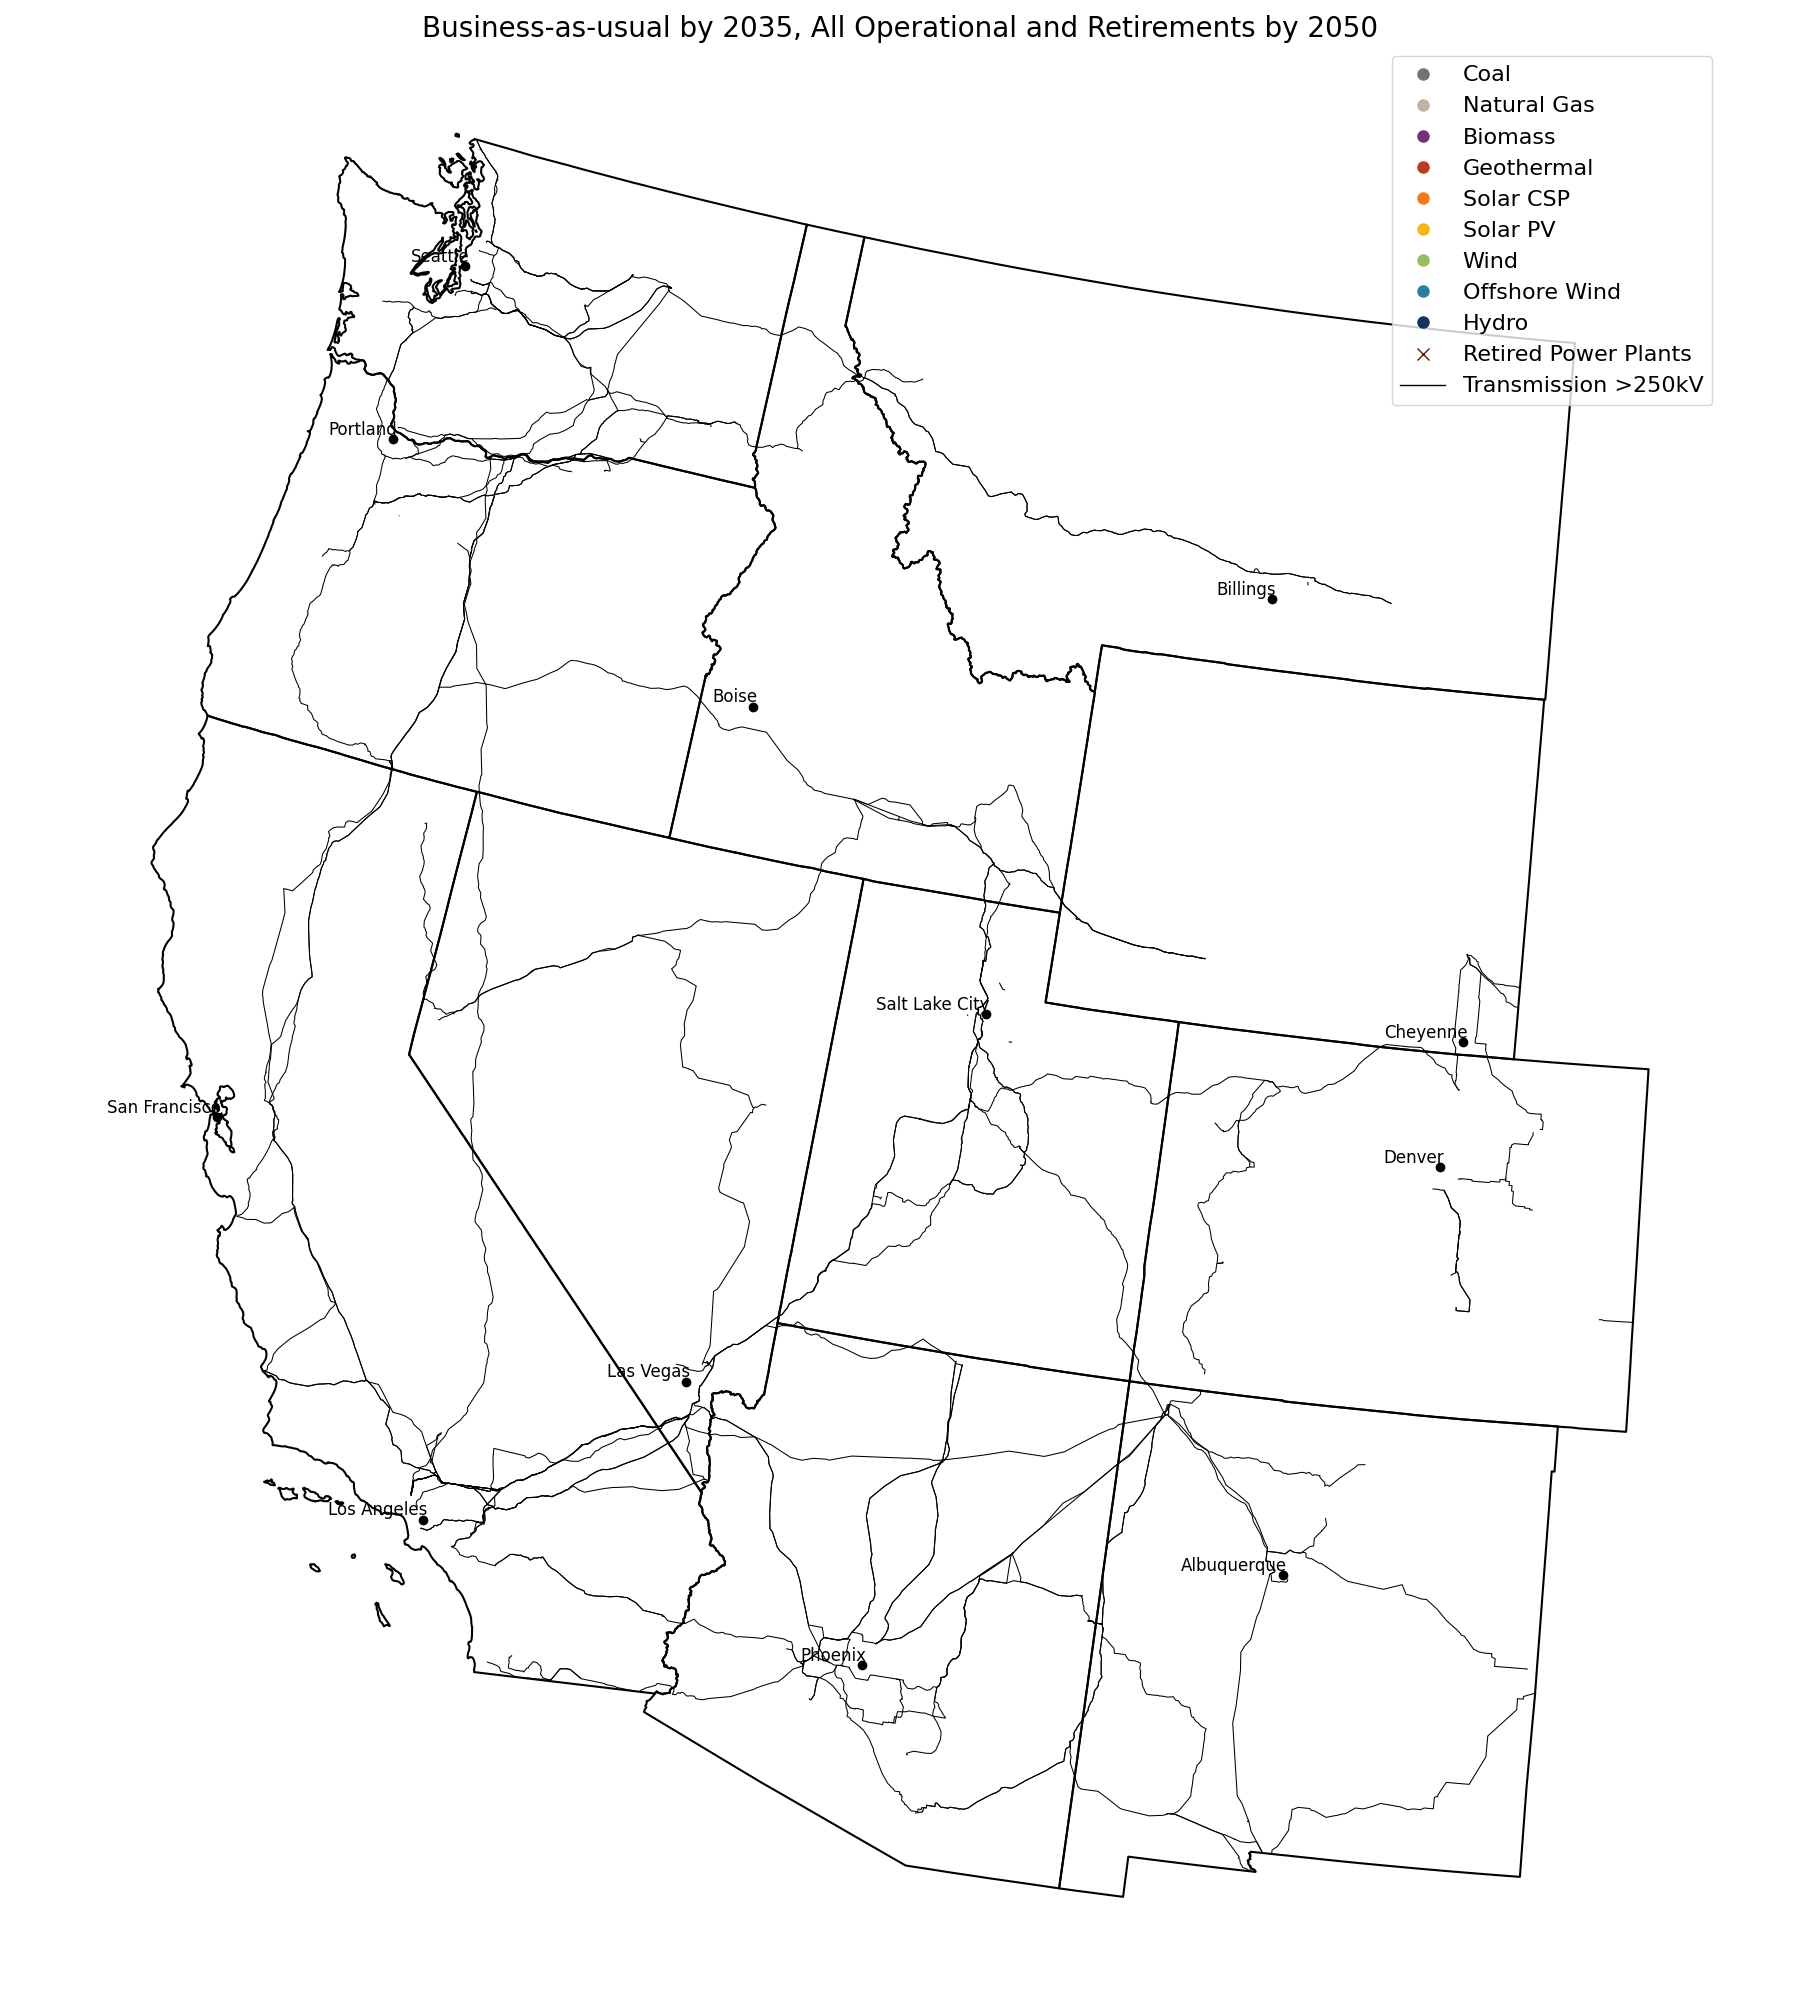 Business-as-usual by 2035, All Operational and Retirements by 2050
Coal
Natural Gas
Biomass
Geothermal
Solar CSP
Solar PV
Wind
Offshore Wind
Hydro
Retired Power Plants
Transmission >250kV
Seattle
Portland
Billings
Boise
Salt Lake City
Cheyenne
San Francisco
Denver
Las Vegas
Los Angeles
Albuquerque
Phoenix